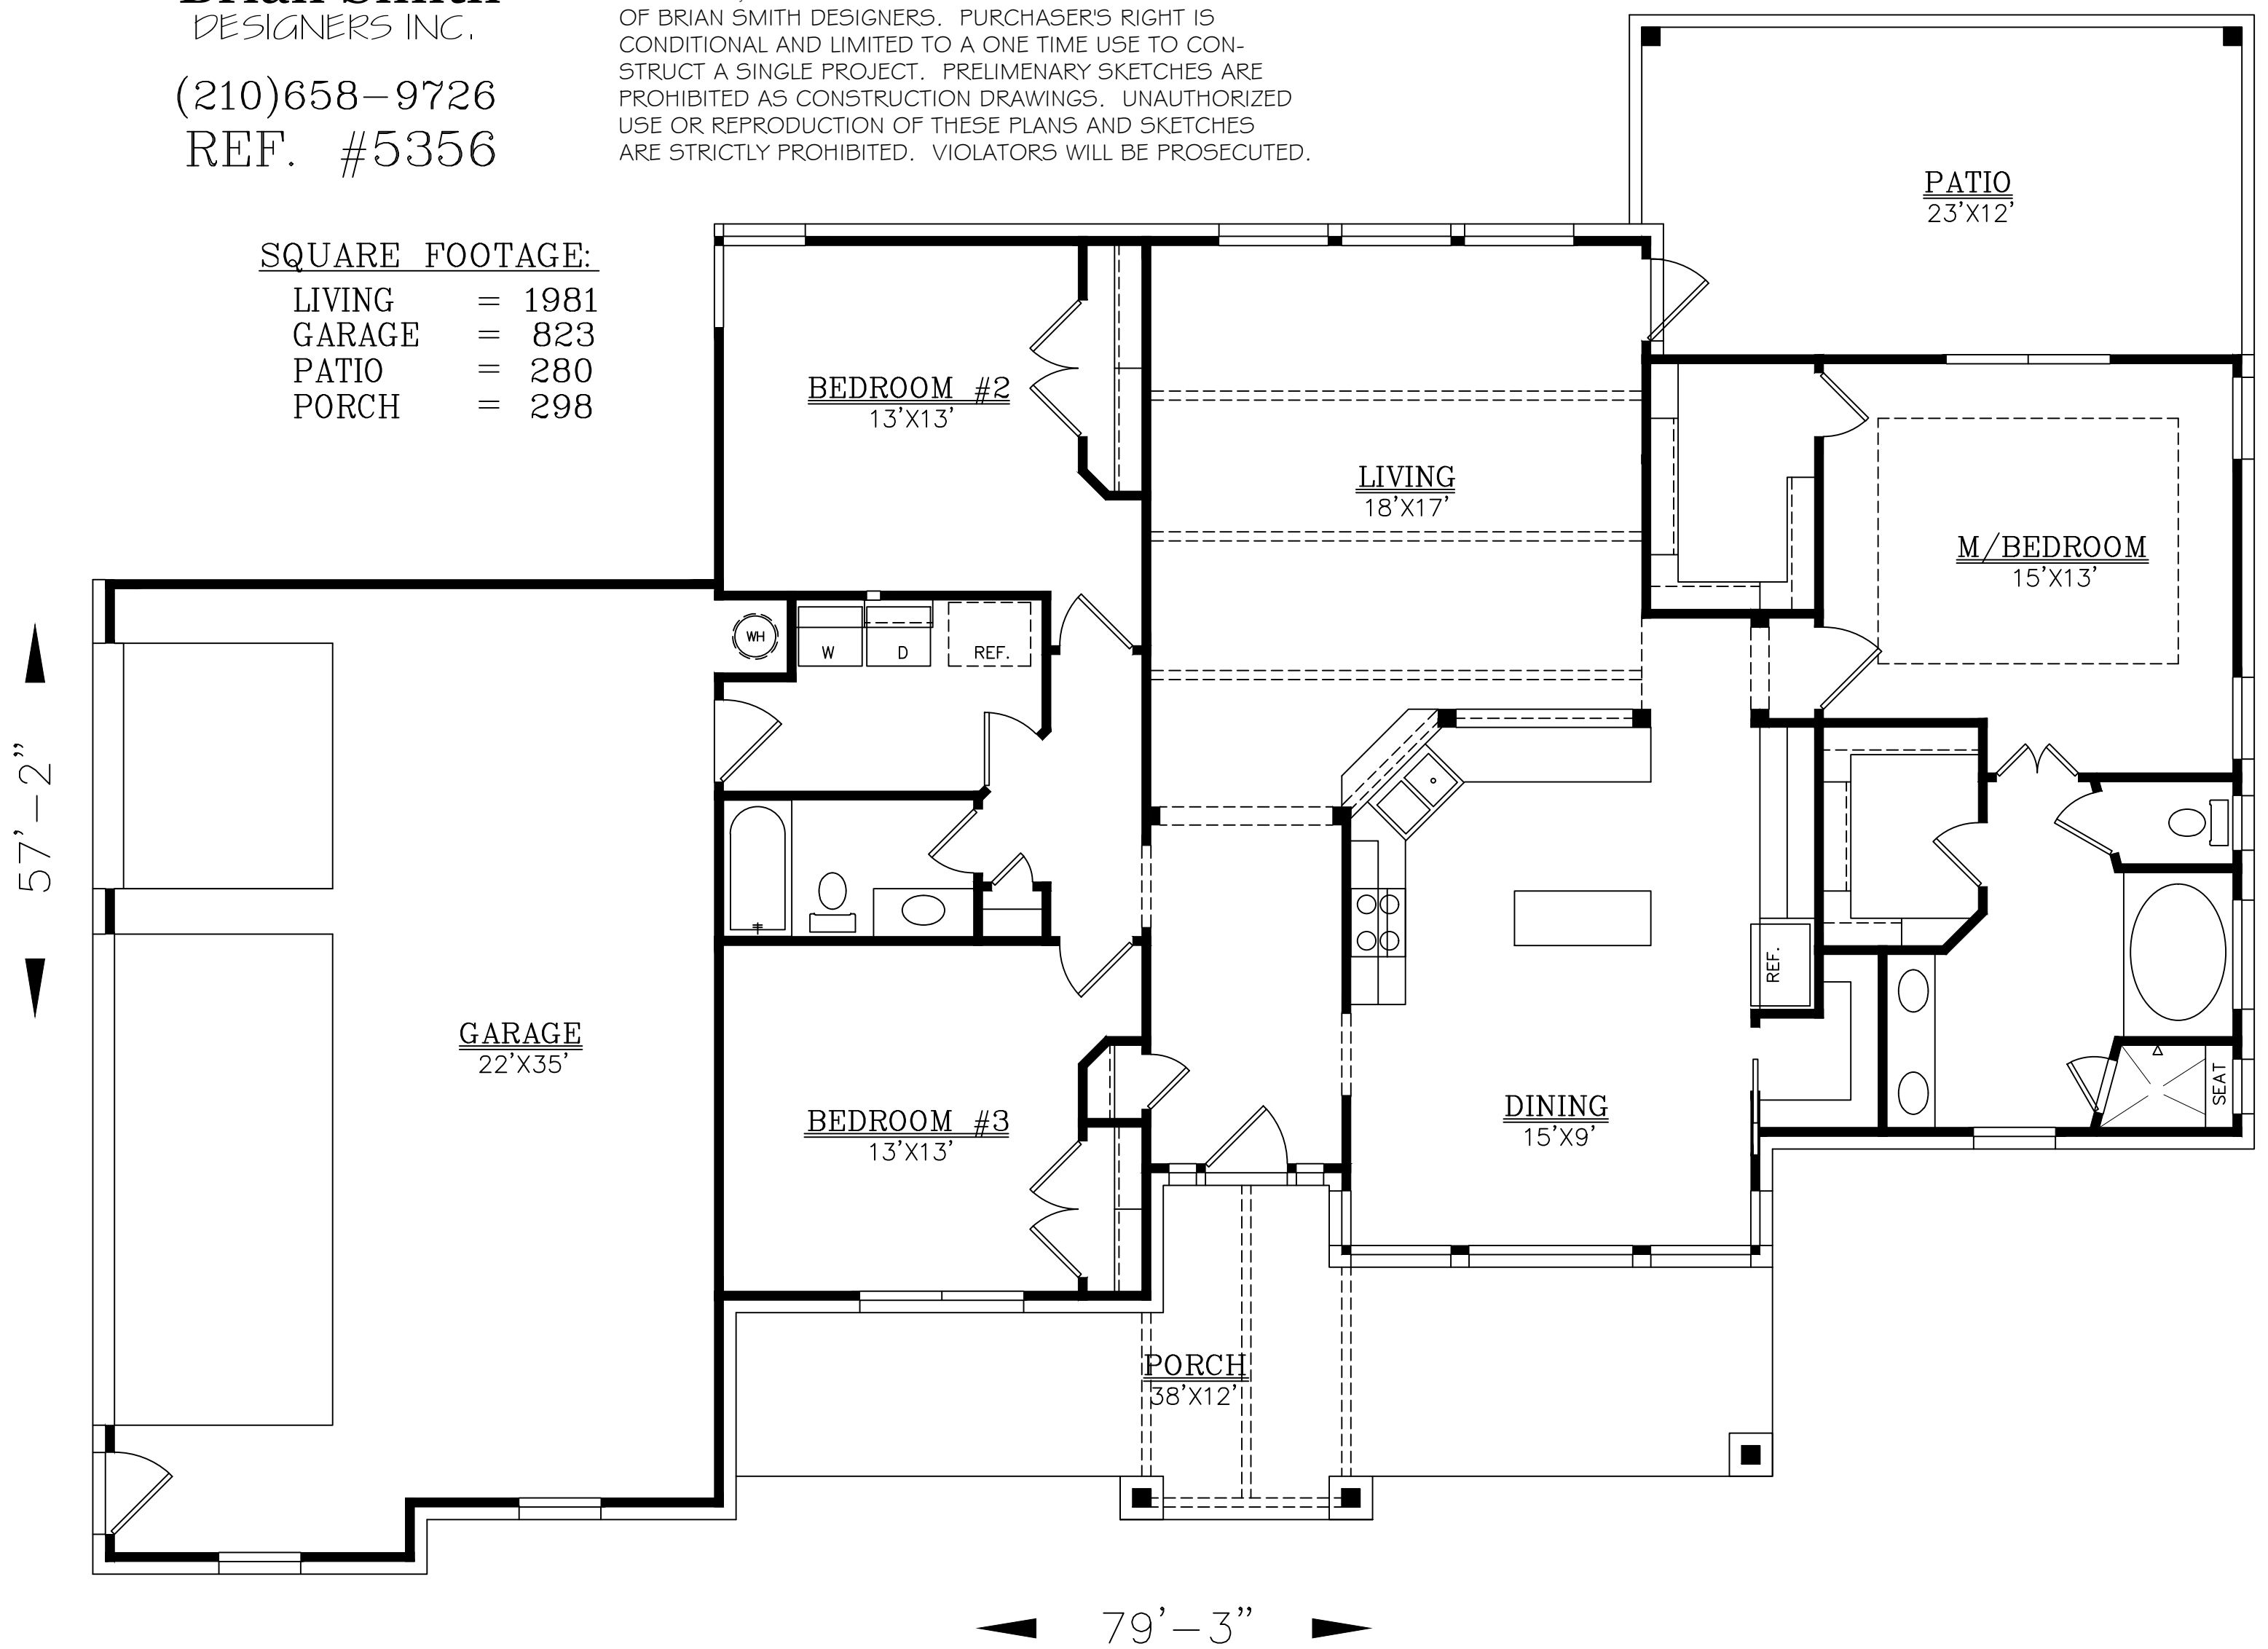 Brian Smith
DESIGNERS INC.
(210)658-9726
REF. #5356
OF BRIAN SMITH DESIGNERS. PURCHASER'S RIGHT IS
CONDITIONAL AND LIMITED TO A ONE TIME USE TO CON-
STRUCT A SINGLE PROJECT. PRELIMENARY SKETCHES ARE
PROHIBITED AS CONSTRUCTION DRAWINGS. UNAUTHORIZED
USE OR REPRODUCTION OF THESE PLANS AND SKETCHES
ARE STRICTLY PROHIBITED. VIOLATORS WILL BE PROSECUTED.
SQUARE FOOTAGE:
LIVING = 1981
GARAGE = 823
PATIO = 280
PORCH = 298
PATIO
23'X12'
BEDROOM #2
13'X13'
LIVING
18'X17'
M/BEDROOM
15'X13'
WH
W
D
REF.
57'-2"
GARAGE
22'X35'
REF.
BEDROOM #3
13'X13'
DINING
15'X9'
SEAT
PORCH
38'X12'
79'-3"